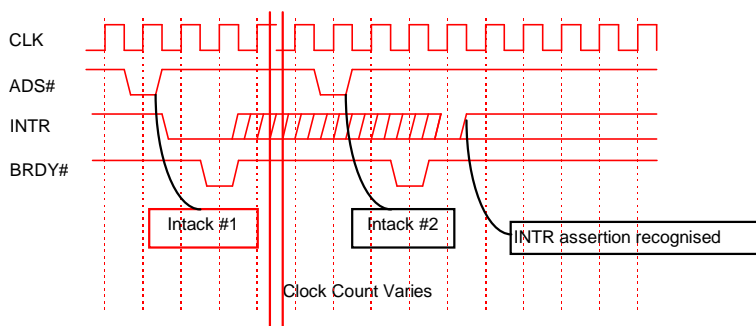 CLK
ADS#
INTR
BRDY#
Intack #1
Intack #2
INTR assertion recognised
Clock Count Varies